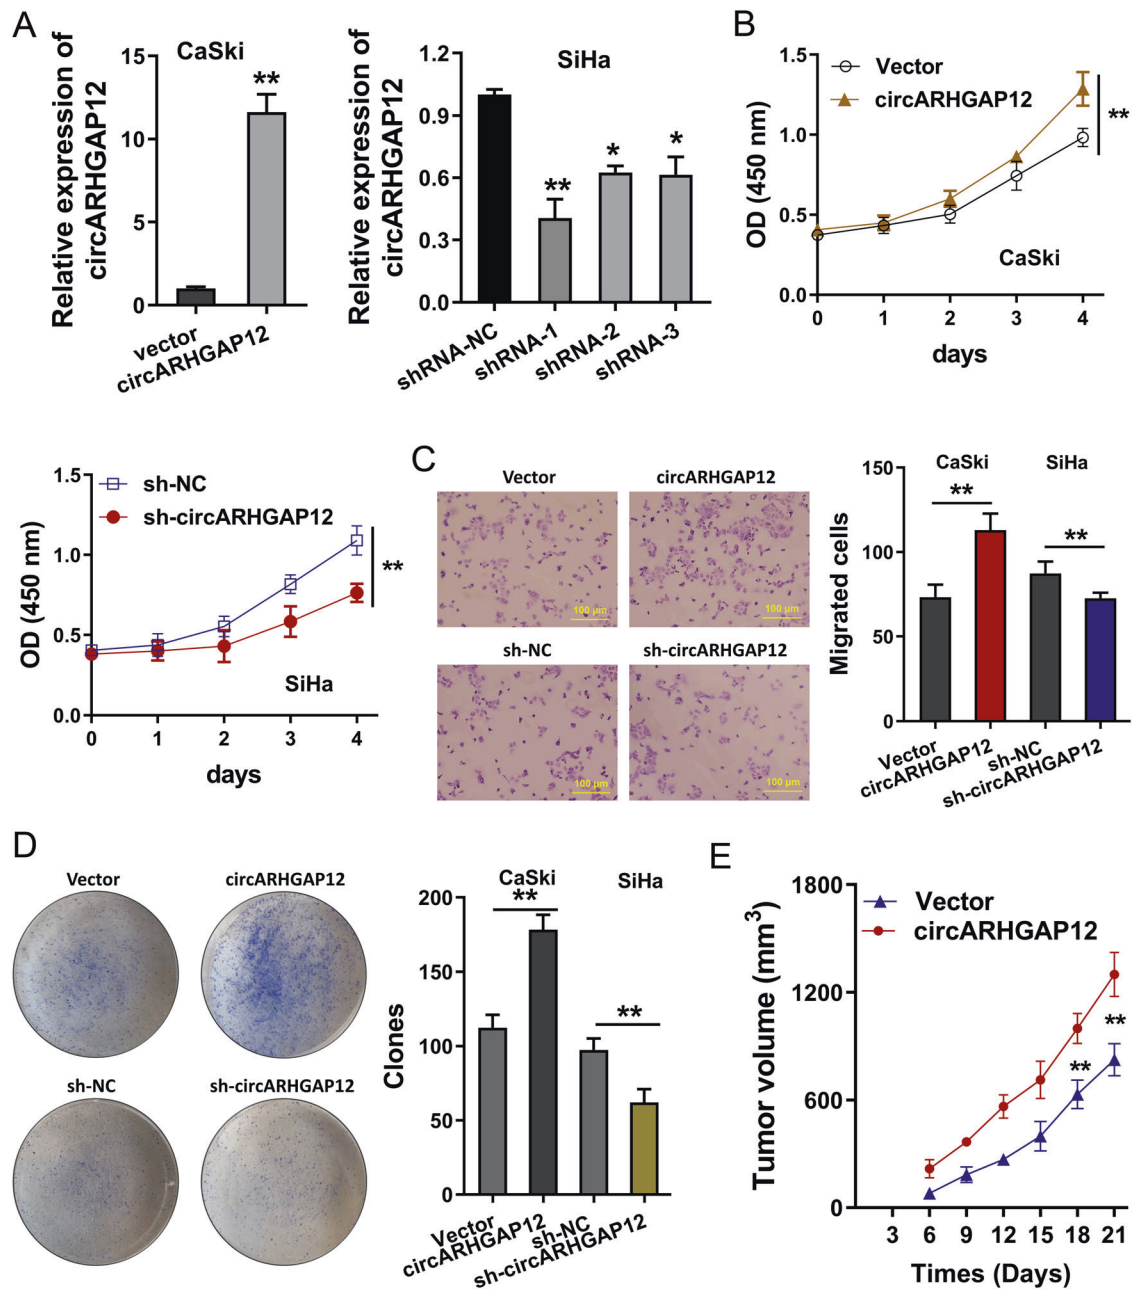 A
CaSki
**
Relative expression of
circARHGAP12
15
10
5
0
vector
circARHGAP12
SiHa
Relative expression of
circARHGAP12
1.2
0.9
0.6
0.3
0.0
**
*
*
shRNA-NC
shRNA-1
shRNA-2
shRNA-3
B
Vector
circARHGAP12
OD (450 nm)
1.5
1.0
0.5
0.0
**
CaSki
0 1 2 3 4
days
sh-NC
sh-circARHGAP12
OD (450 nm)
1.5
1.0
0.5
0.0
**
SiHa
0 1 2 3 4
days
C
Vector
circARHGAP12
100 μm
100 μm
sh-NC
sh-circARHGAP12
100 μm
100 μm
Migrated cells
150
100
50
0
CaSki
SiHa
**
**
Vector
circARHGAP12
sh-NC
sh-circARHGAP12
D
Vector
circARHGAP12
sh-NC
sh-circARHGAP12
Clones
200
150
100
50
0
CaSki
SiHa
**
**
Vector
circARHGAP12
sh-NC
sh-circARHGAP12
E
Vector
circARHGAP12
Tumor volume (mm³)
1800
1200
600
0
**
**
3 6 9 12 15 18 21
Times (Days)